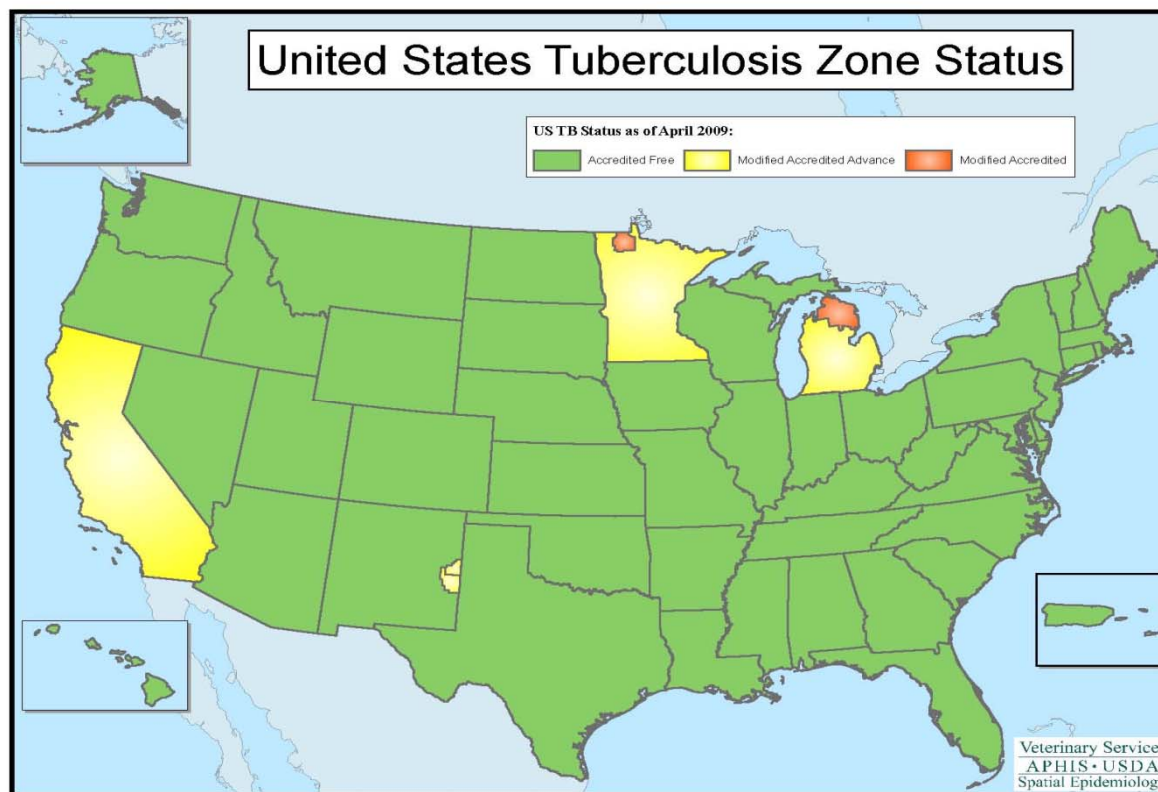 United States Tuberculosis Zone Status
US TB Status as of April 2009:
Accredited Free Modified Accredited Advance Modified Accredited
Veterinary Service
APHIS • USDA
Spatial Epidemiolog